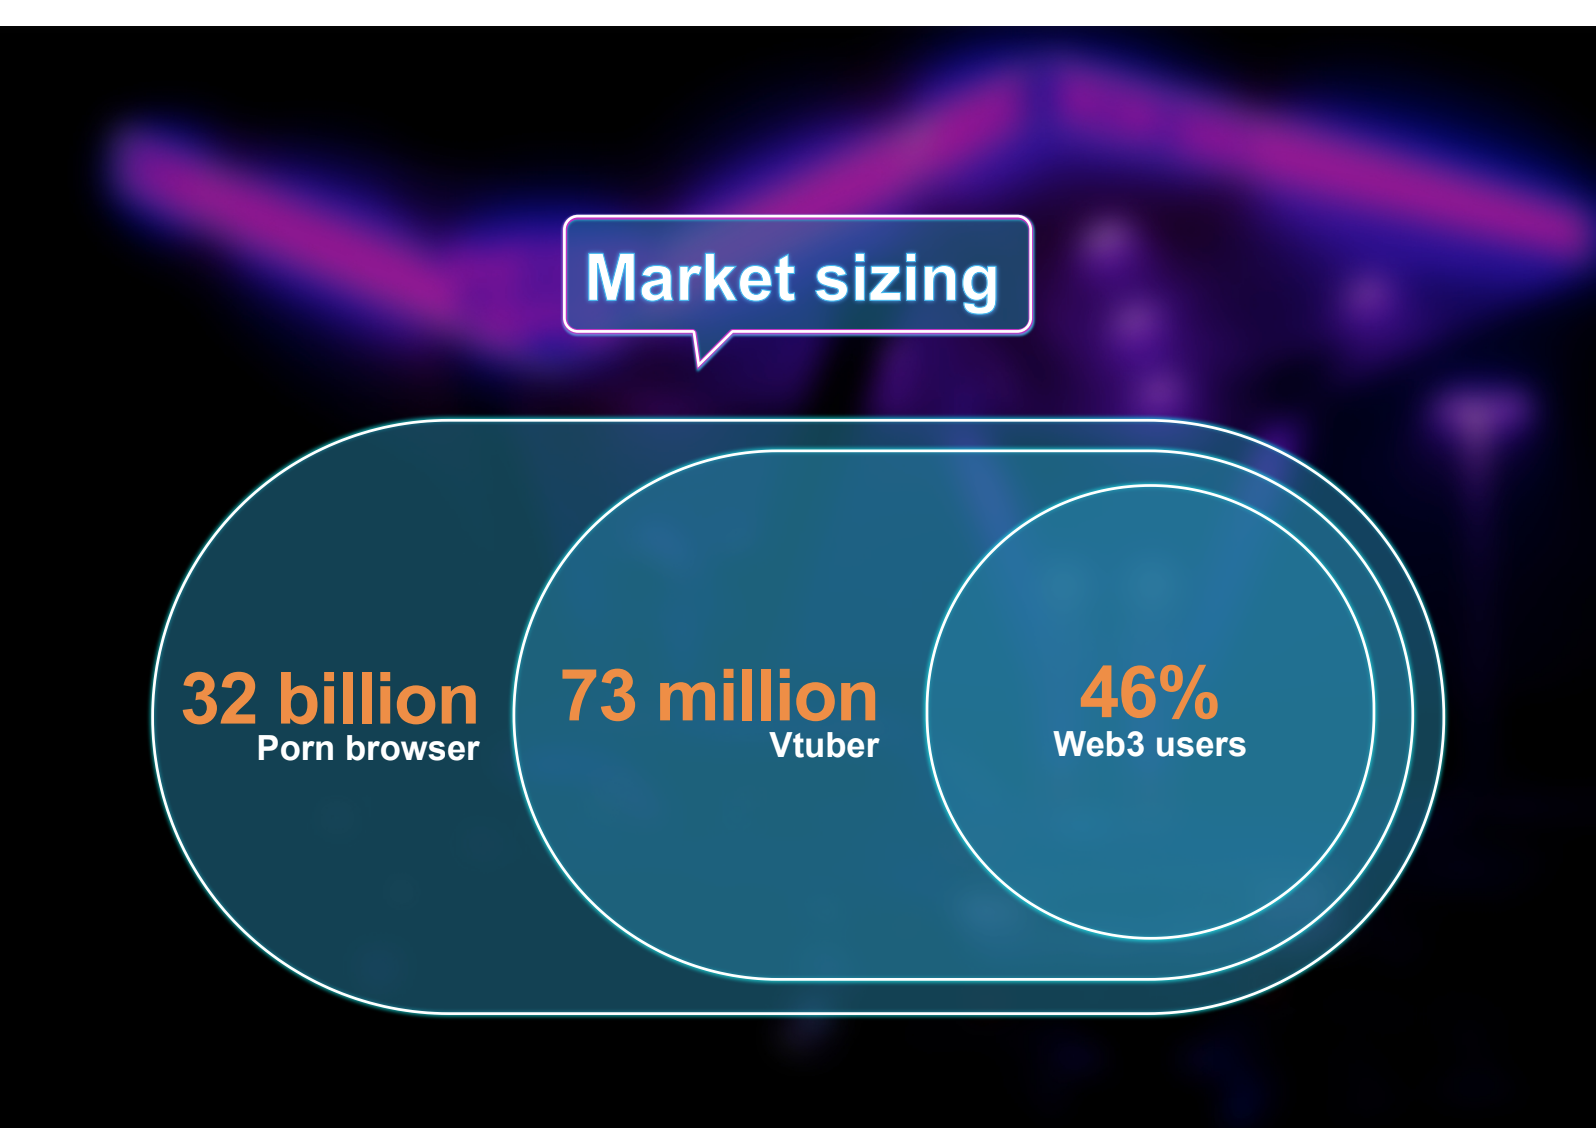 Market sizing
32 billion
Porn browser
73 million
Vtuber
46%
Web3 users